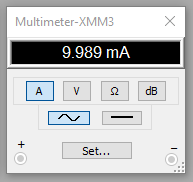 Multimeter-XMM3
9.989 mA
A V Ω dB
+ Set... −